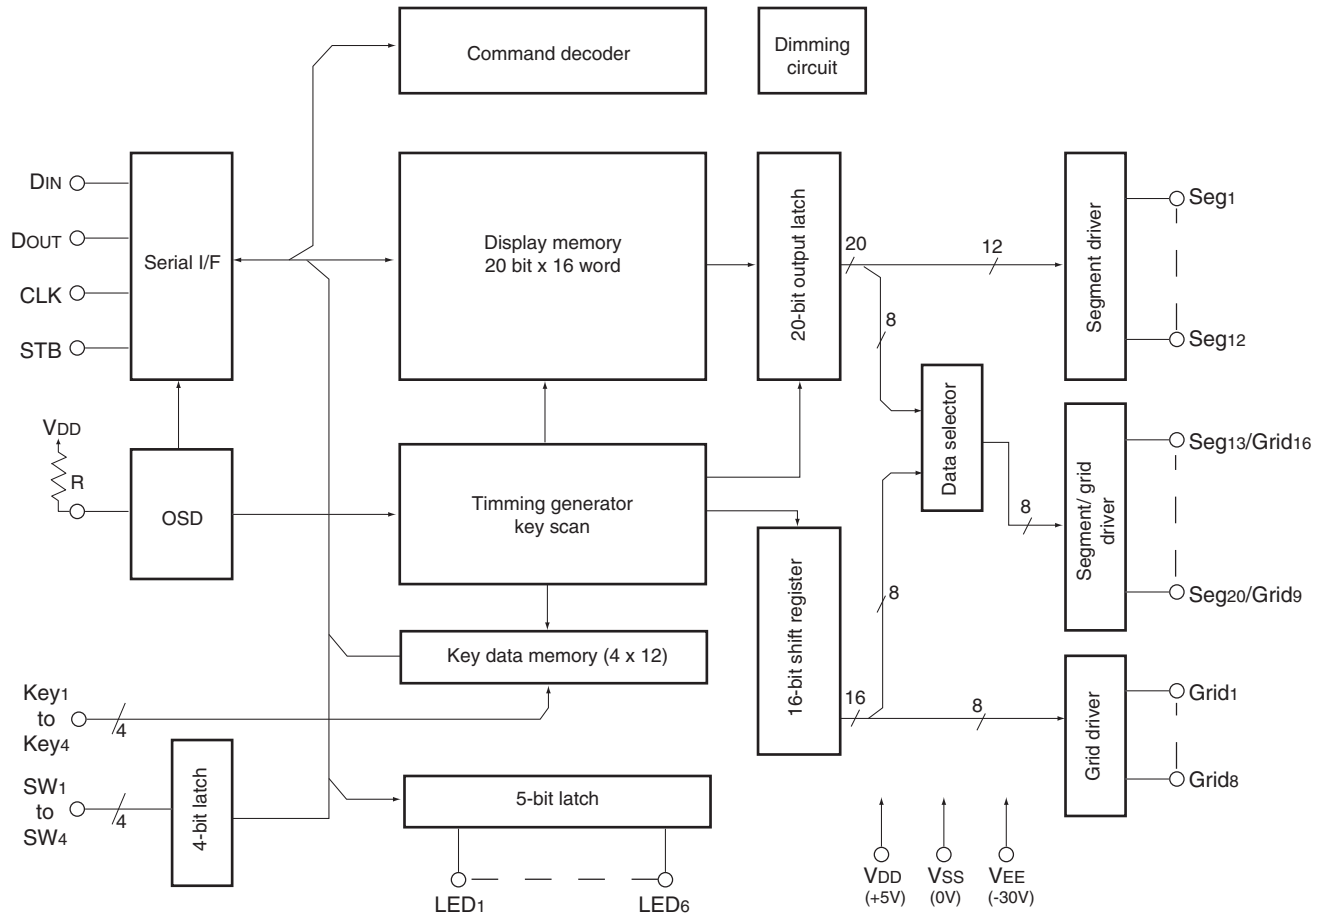 Command decoder
Dimming
circuit
DIN
DOUT
CLK
STB
Serial I/F
Display memory
20 bit x 16 word
20-bit output latch
20
12
8
Segment driver
Seg1
Seg12
VDD
R
OSD
Timming generator
key scan
Data selector
8
Segment/ grid
driver
Seg13/Grid16
Seg20/Grid9
Key data memory (4 x 12)
16-bit shift register
8
16
8
Grid driver
Grid1
Grid8
Key1
to
Key4
4
SW1
to
SW4
4
4-bit latch
5-bit latch
LED1
LED6
VDD
(+5V)
VSS
(0V)
VEE
(-30V)